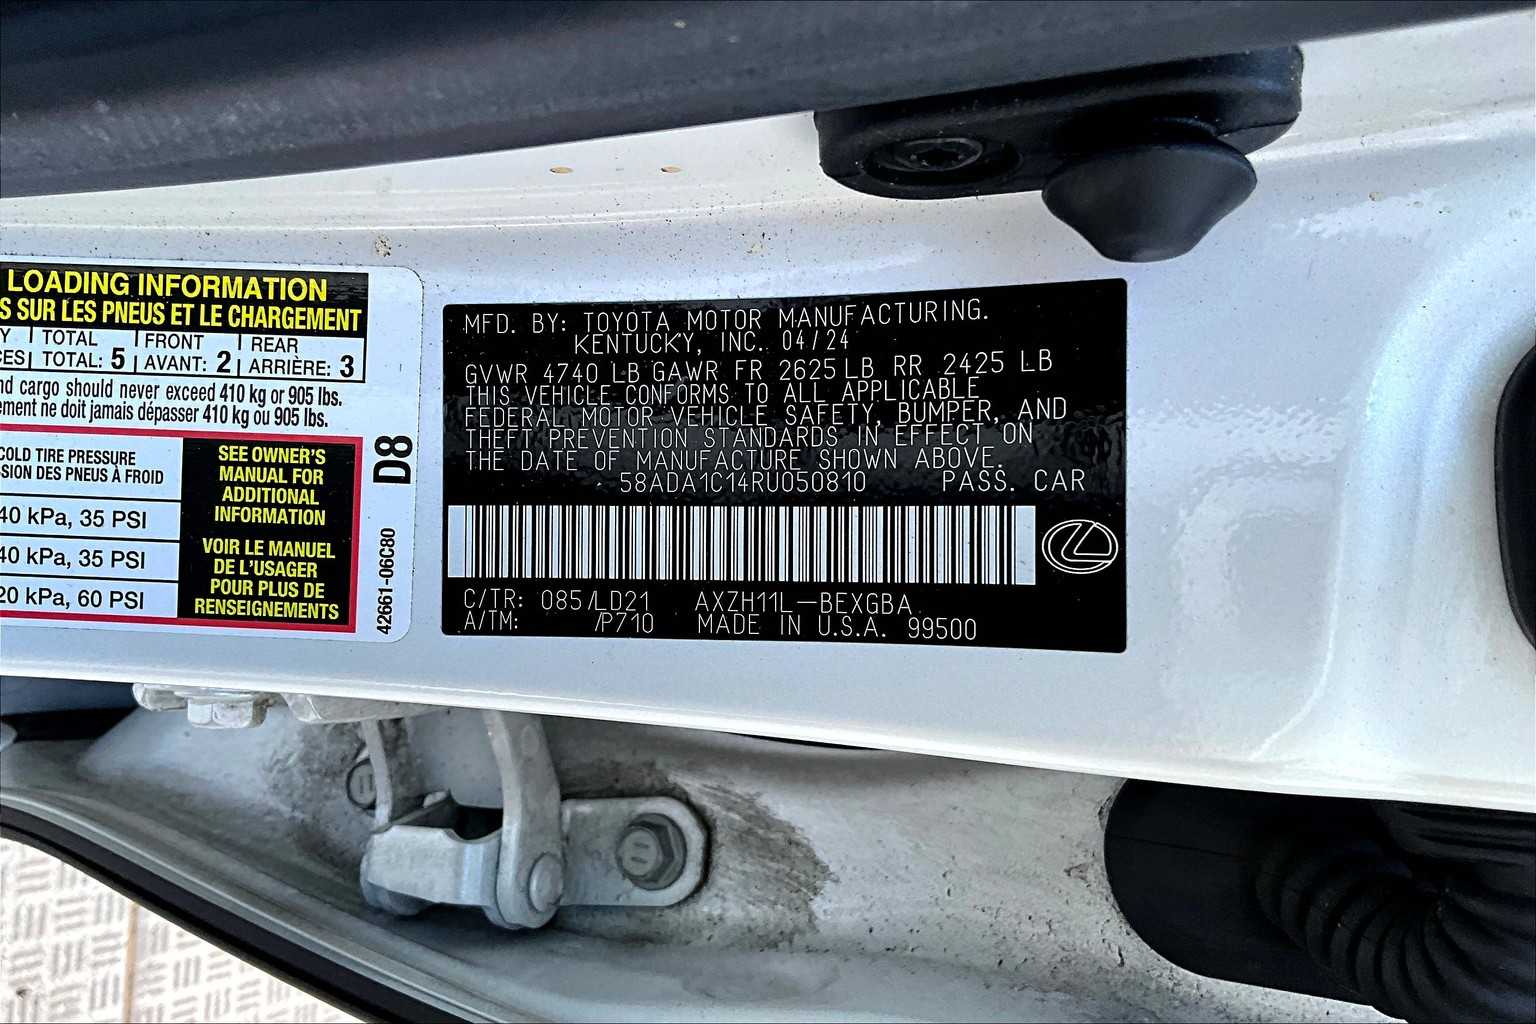 LOADING INFORMATION
S SUR LES PNEUS ET LE CHARGEMENT
Y TOTAL FRONT REAR
CES TOTAL: 5 AVANT: 2 ARRIÈRE: 3
nd cargo should never exceed 410 kg or 905 lbs.
ement ne doit jamais dépasser 410 kg ou 905 lbs.
COLD TIRE PRESSURE
SION DES PNEUS À FROID
40 kPa, 35 PSI
40 kPa, 35 PSI
20 kPa, 60 PSI
SEE OWNER'S
MANUAL FOR
ADDITIONAL
INFORMATION
VOIR LE MANUEL
DE L'USAGER
POUR PLUS DE
RENSEIGNEMENTS
D8
42661-06C80
MFD. BY: TOYOTA MOTOR MANUFACTURING.
KENTUCKY, INC. 04/24
GVWR 4740 LB GAWR FR 2625 LB RR 2425 LB
THIS VEHICLE CONFORMS TO ALL APPLICABLE
FEDERAL MOTOR VEHICLE SAFETY, BUMPER, AND
THEFT PREVENTION STANDARDS IN EFFECT ON
THE DATE OF MANUFACTURE SHOWN ABOVE.
58ADA1C14RU050810 PASS. CAR
C/TR: 085/LD21 AXZH11L-BEXGBA
A/TM: /P710 MADE IN U.S.A. 99500